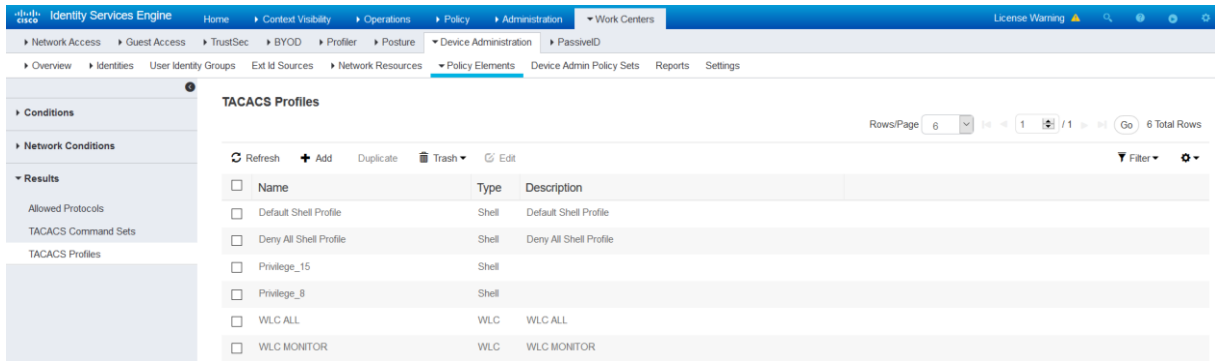 cisco Identity Services Engine Home Context Visibility Operations Policy Administration Work Centers License Warning
Network Access Guest Access TrustSec BYOD Profiler Posture Device Administration PassiveID
Overview Identities User Identity Groups Ext Id Sources Network Resources Policy Elements Device Admin Policy Sets Reports Settings
Conditions
Network Conditions
Results
Allowed Protocols
TACACS Command Sets
TACACS Profiles
TACACS Profiles
Rows/Page 6 1 / 1 Go 6 Total Rows
Refresh Add Duplicate Trash Edit Filter
Name Type Description
Default Shell Profile Shell Default Shell Profile
Deny All Shell Profile Shell Deny All Shell Profile
Privilege_15 Shell
Privilege_8 Shell
WLC ALL WLC WLC ALL
WLC MONITOR WLC WLC MONITOR